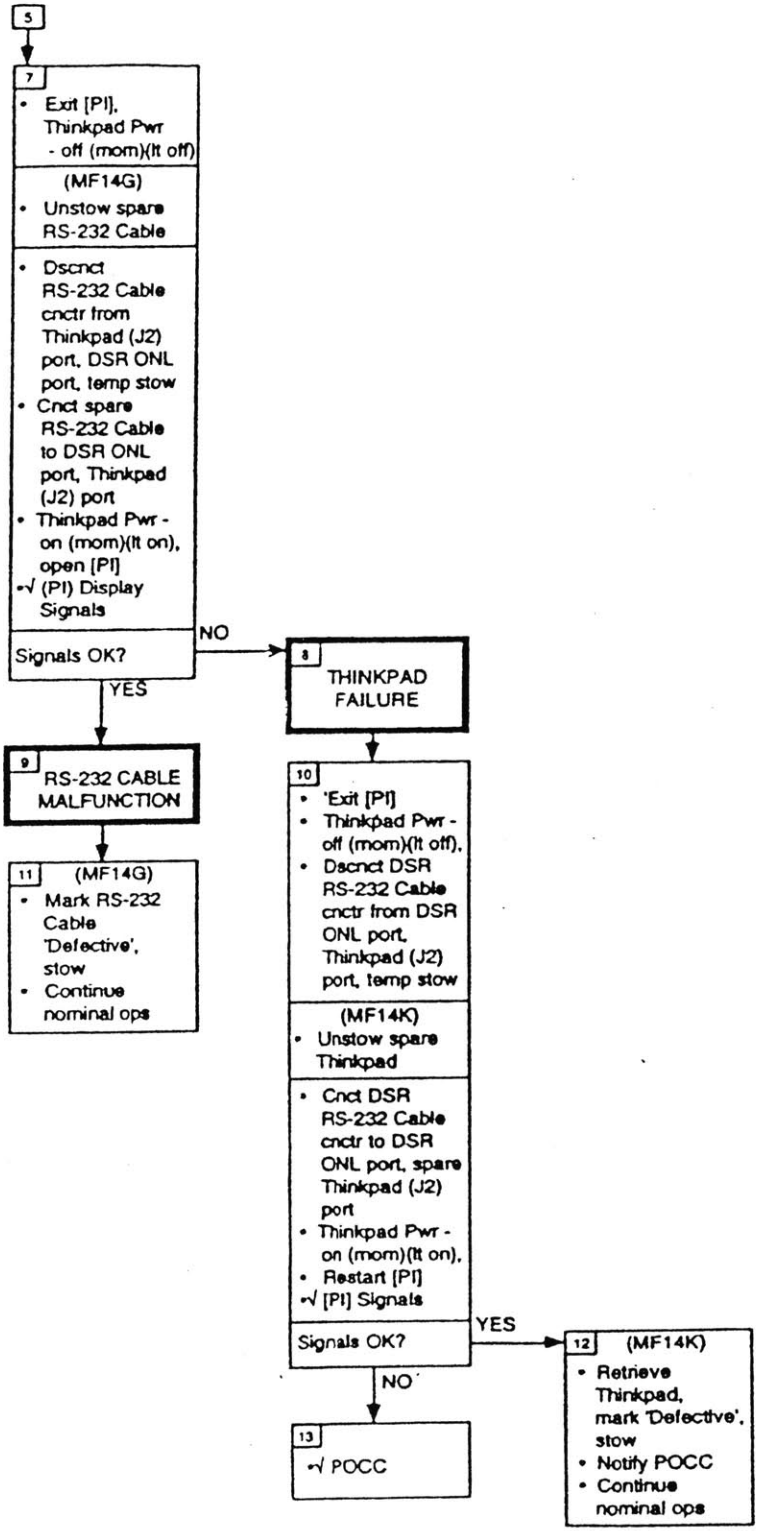 5
7
• Exit [PI],
Thinkpad Pwr
- off (mom)(lt off)
(MF14G)
• Unstow spare
RS-232 Cable
• Dscnct
RS-232 Cable
cnctr from
Thinkpad (J2)
port, DSR ONL
port, temp stow
• Cnct spare
RS-232 Cable
to DSR ONL
port, Thinkpad
(J2) port
• Thinkpad Pwr -
on (mom)(lt on),
open [PI]
•√ (PI) Display
Signals
Signals OK?
NO
YES
8
THINKPAD
FAILURE
9
RS-232 CABLE
MALFUNCTION
11
(MF14G)
• Mark RS-232
Cable
'Defective',
stow
• Continue
nominal ops
10
• 'Exit [PI]
• Thinkpad Pwr -
off (mom)(lt off),
• Dscnct DSR
RS-232 Cable
cnctr from DSR
ONL port,
Thinkpad (J2)
port, temp stow
(MF14K)
• Unstow spare
Thinkpad
• Cnct DSR
RS-232 Cable
cnctr to DSR
ONL port, spare
Thinkpad (J2)
port
• Thinkpad Pwr -
on (mom)(lt on),
• Restart [PI]
•√ [PI] Signals
Signals OK?
YES
NO
12
(MF14K)
• Retrieve
Thinkpad,
mark 'Defective',
stow
• Notify POCC
• Continue
nominal ops
13
•√ POCC